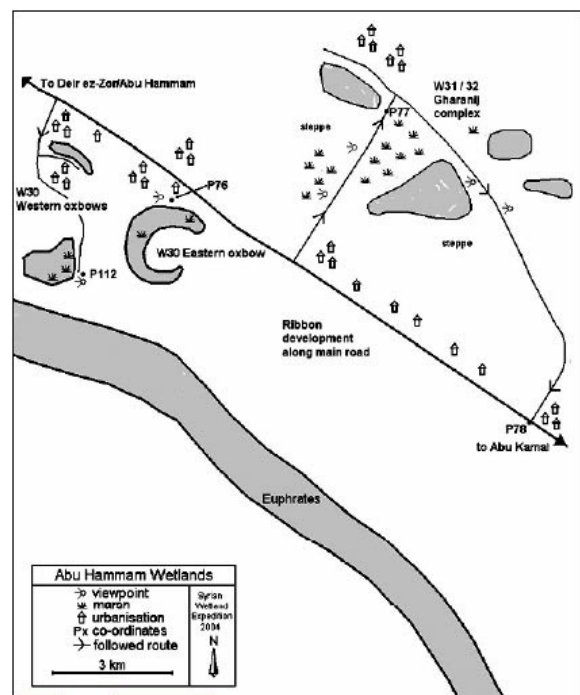 To Deir ez-Zor/Abu Hammam
W31 / 32
Gharanij
complex
P77
steppe
P76
W30
Western oxbows
W30 Eastern oxbow
steppe
P112
Ribbon
development
along main road
P78
to Abu Kamal
Euphrates
Abu Hammam Wetlands
viewpoint
marsh
urbanisation
Px co-ordinates
followed route
3 km
Syrian
Wetland
Expedition
2004
N